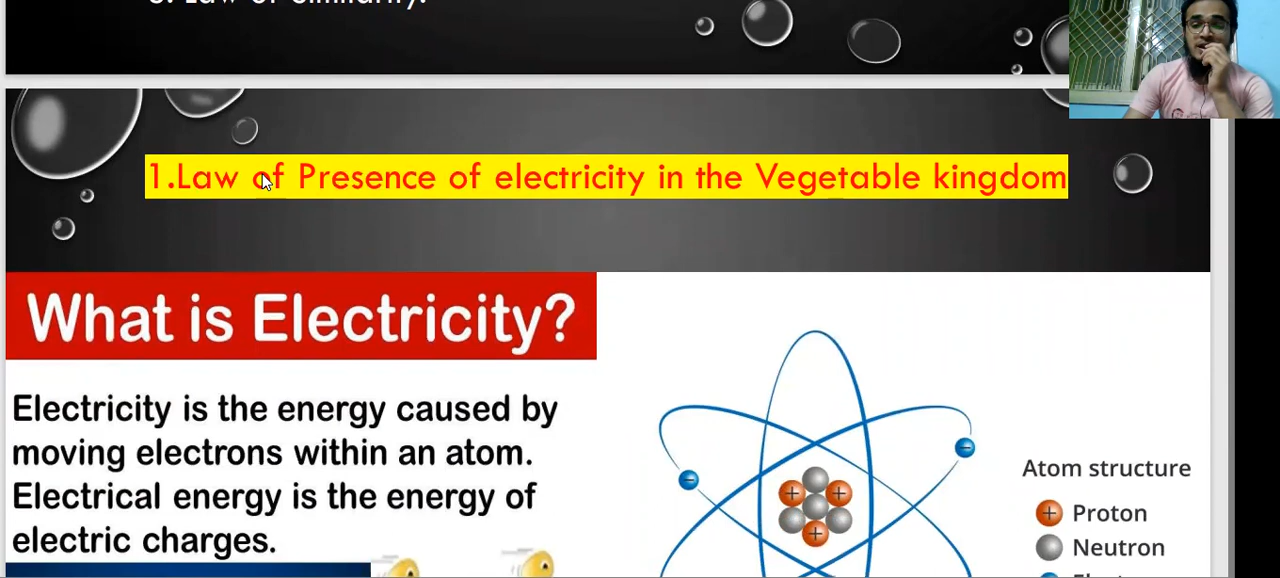 1.Law of Presence of electricity in the Vegetable kingdom
What is Electricity?
Electricity is the energy caused by
moving electrons within an atom.
Electrical energy is the energy of
electric charges.
Atom structure
+ Proton
Neutron